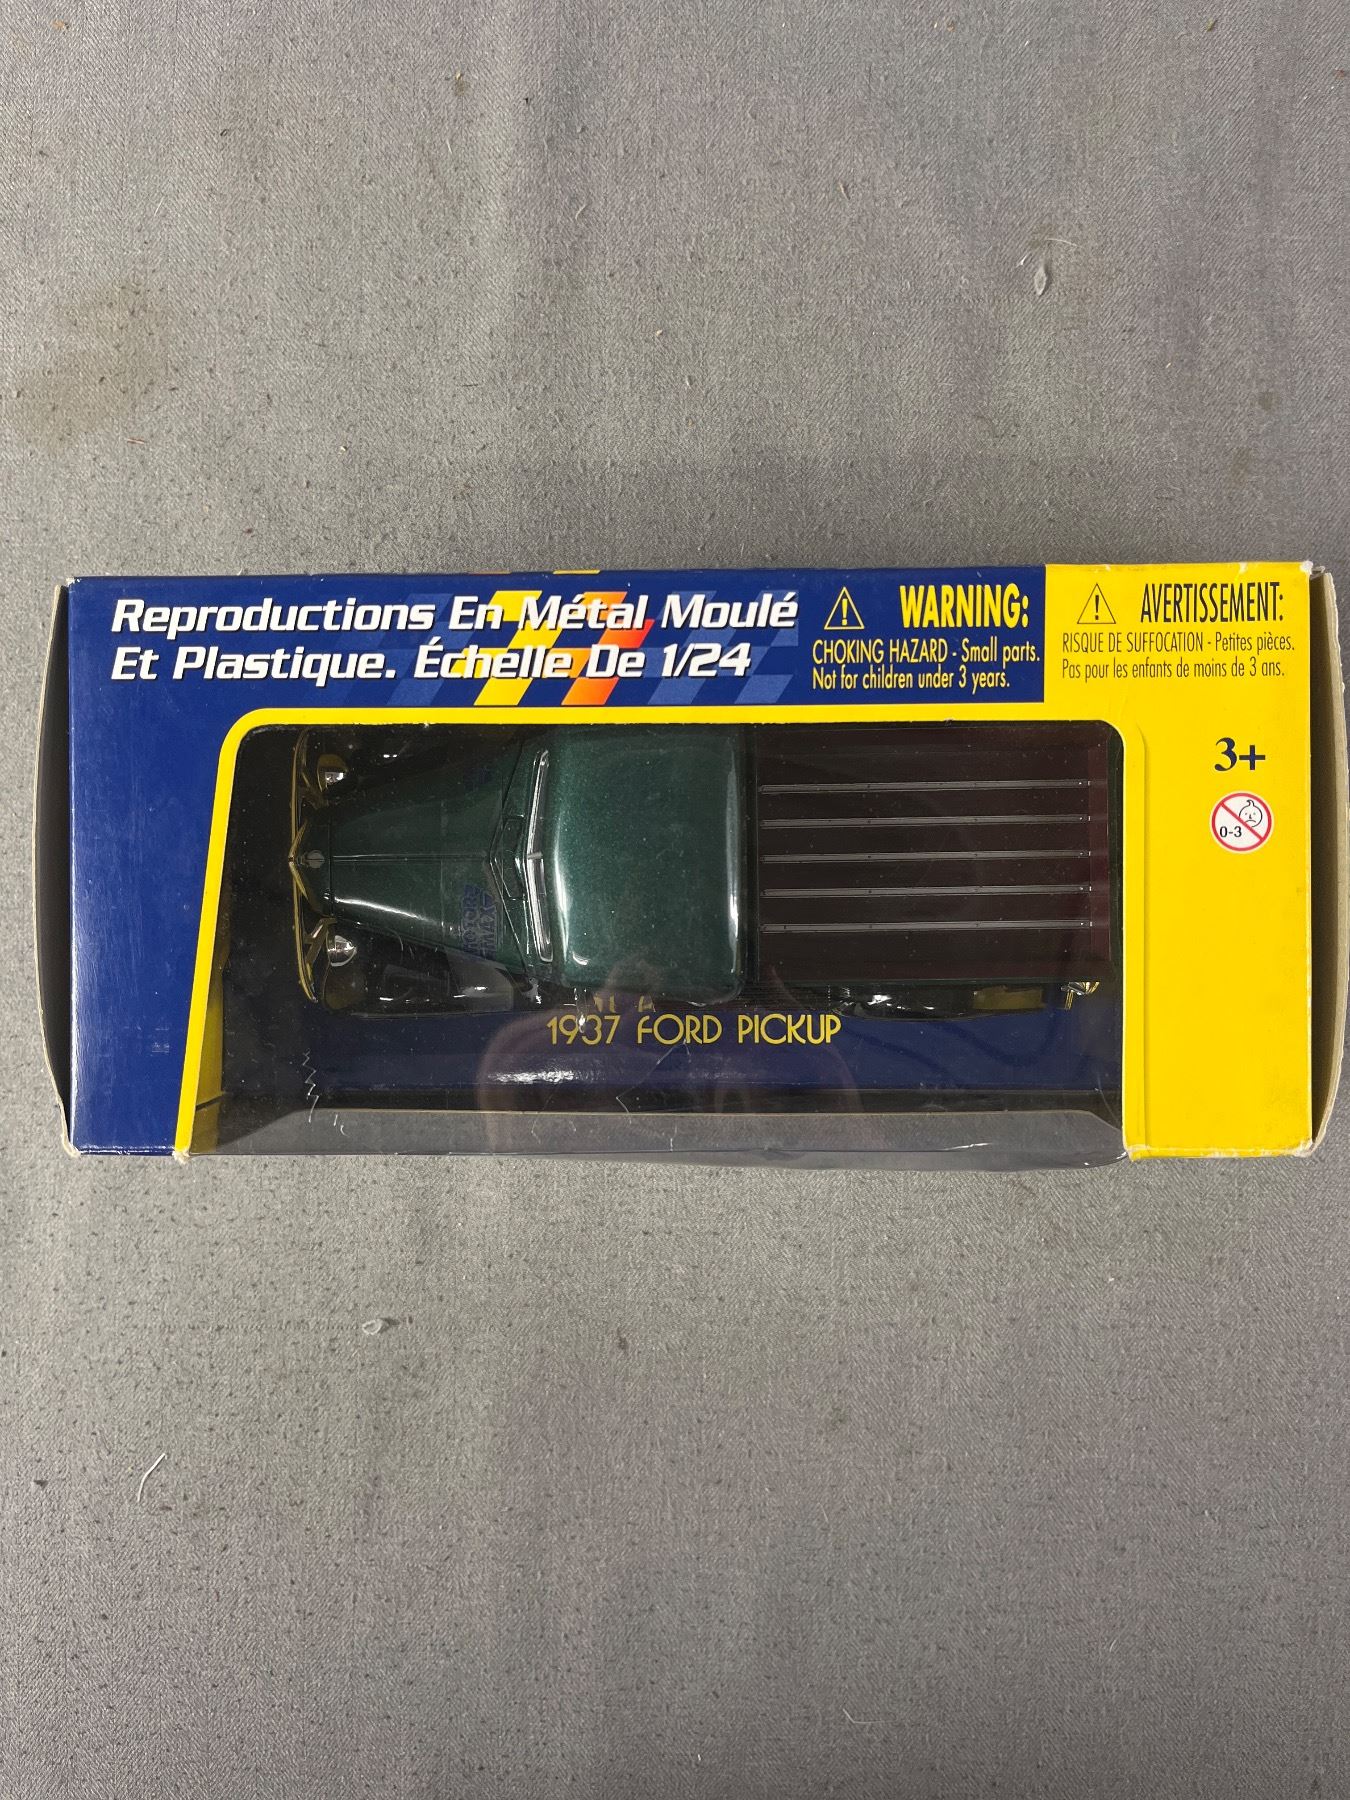 Reproductions En Métal Moulé
Et Plastique. Échelle De 1/24
WARNING:
CHOKING HAZARD - Small parts.
Not for children under 3 years.
AVERTISSEMENT:
RISQUE DE SUFFOCATION - Petites pièces.
Pas pour les enfants de moins de 3 ans.
3+
0-3
MOTOR
MAX
1937 FORD PICKUP